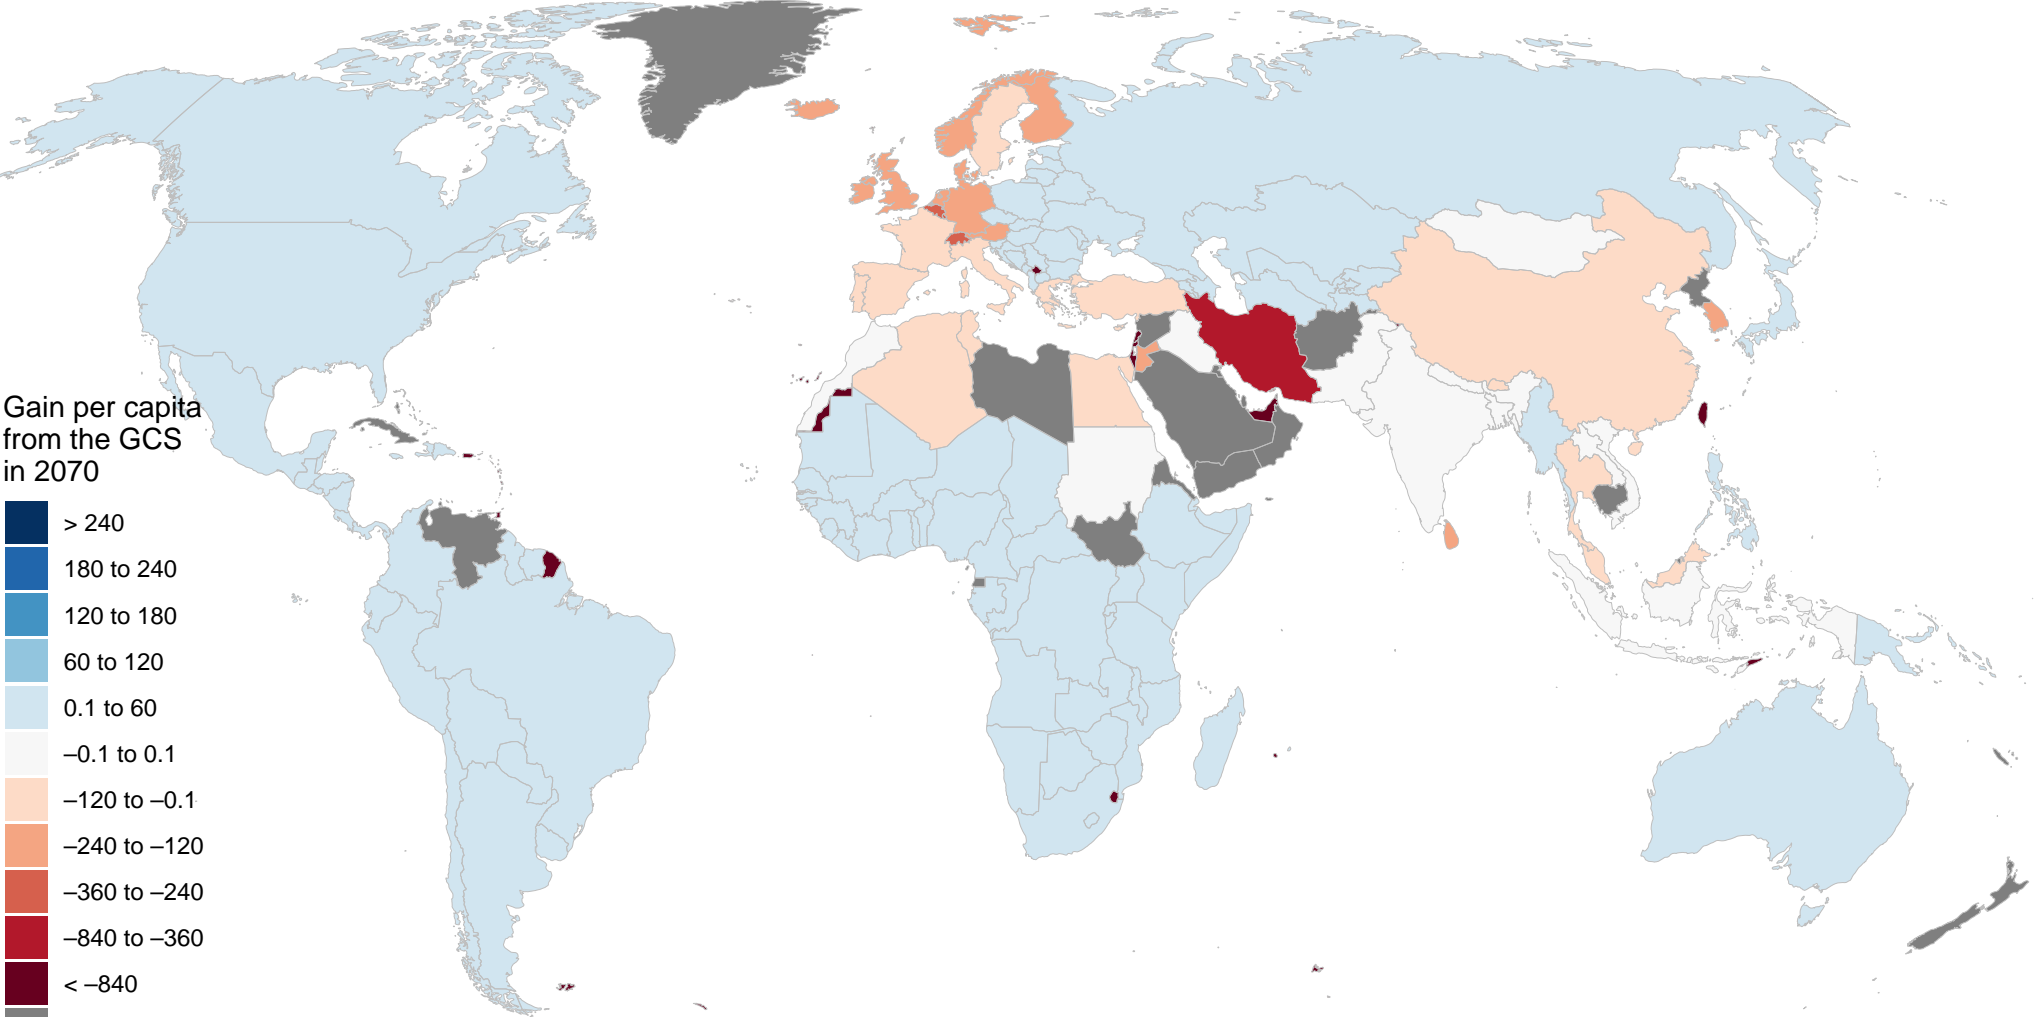 Gain per capita
from the GCS
in 2070
> 240
180 to 240
120 to 180
60 to 120
0.1 to 60
–0.1 to 0.1
–120 to –0.1
–240 to –120
–360 to –240
–840 to –360
< –840